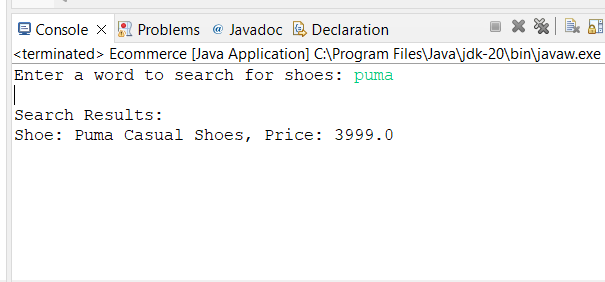 Console Problems @ Javadoc Declaration
<terminated> Ecommerce [Java Application] C:\Program Files\Java\jdk-20\bin\javaw.exe
Enter a word to search for shoes: puma
Search Results:
Shoe: Puma Casual Shoes, Price: 3999.0